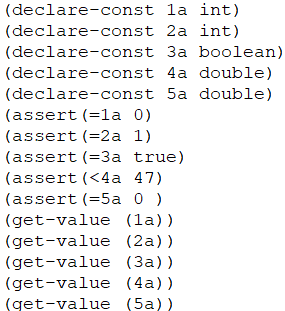 (declare-const 1a int)
(declare-const 2a int)
(declare-const 3a boolean)
(declare-const 4a double)
(declare-const 5a double)
(assert(=1a 0)
(assert(=2a 1)
(assert(=3a true)
(assert(<4a 47)
(assert(=5a 0 )
(get-value (1a))
(get-value (2a))
(get-value (3a))
(get-value (4a))
(get-value (5a))